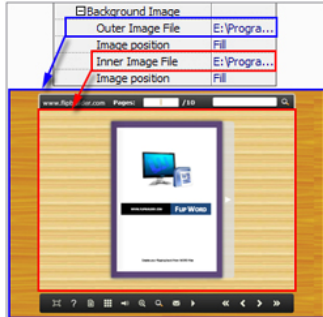 Background Image
Outer Image File E:\Progra...
Image position Fill
Inner Image File E:\Progra...
Image position Fill
Pages: /10
FLIP WORD